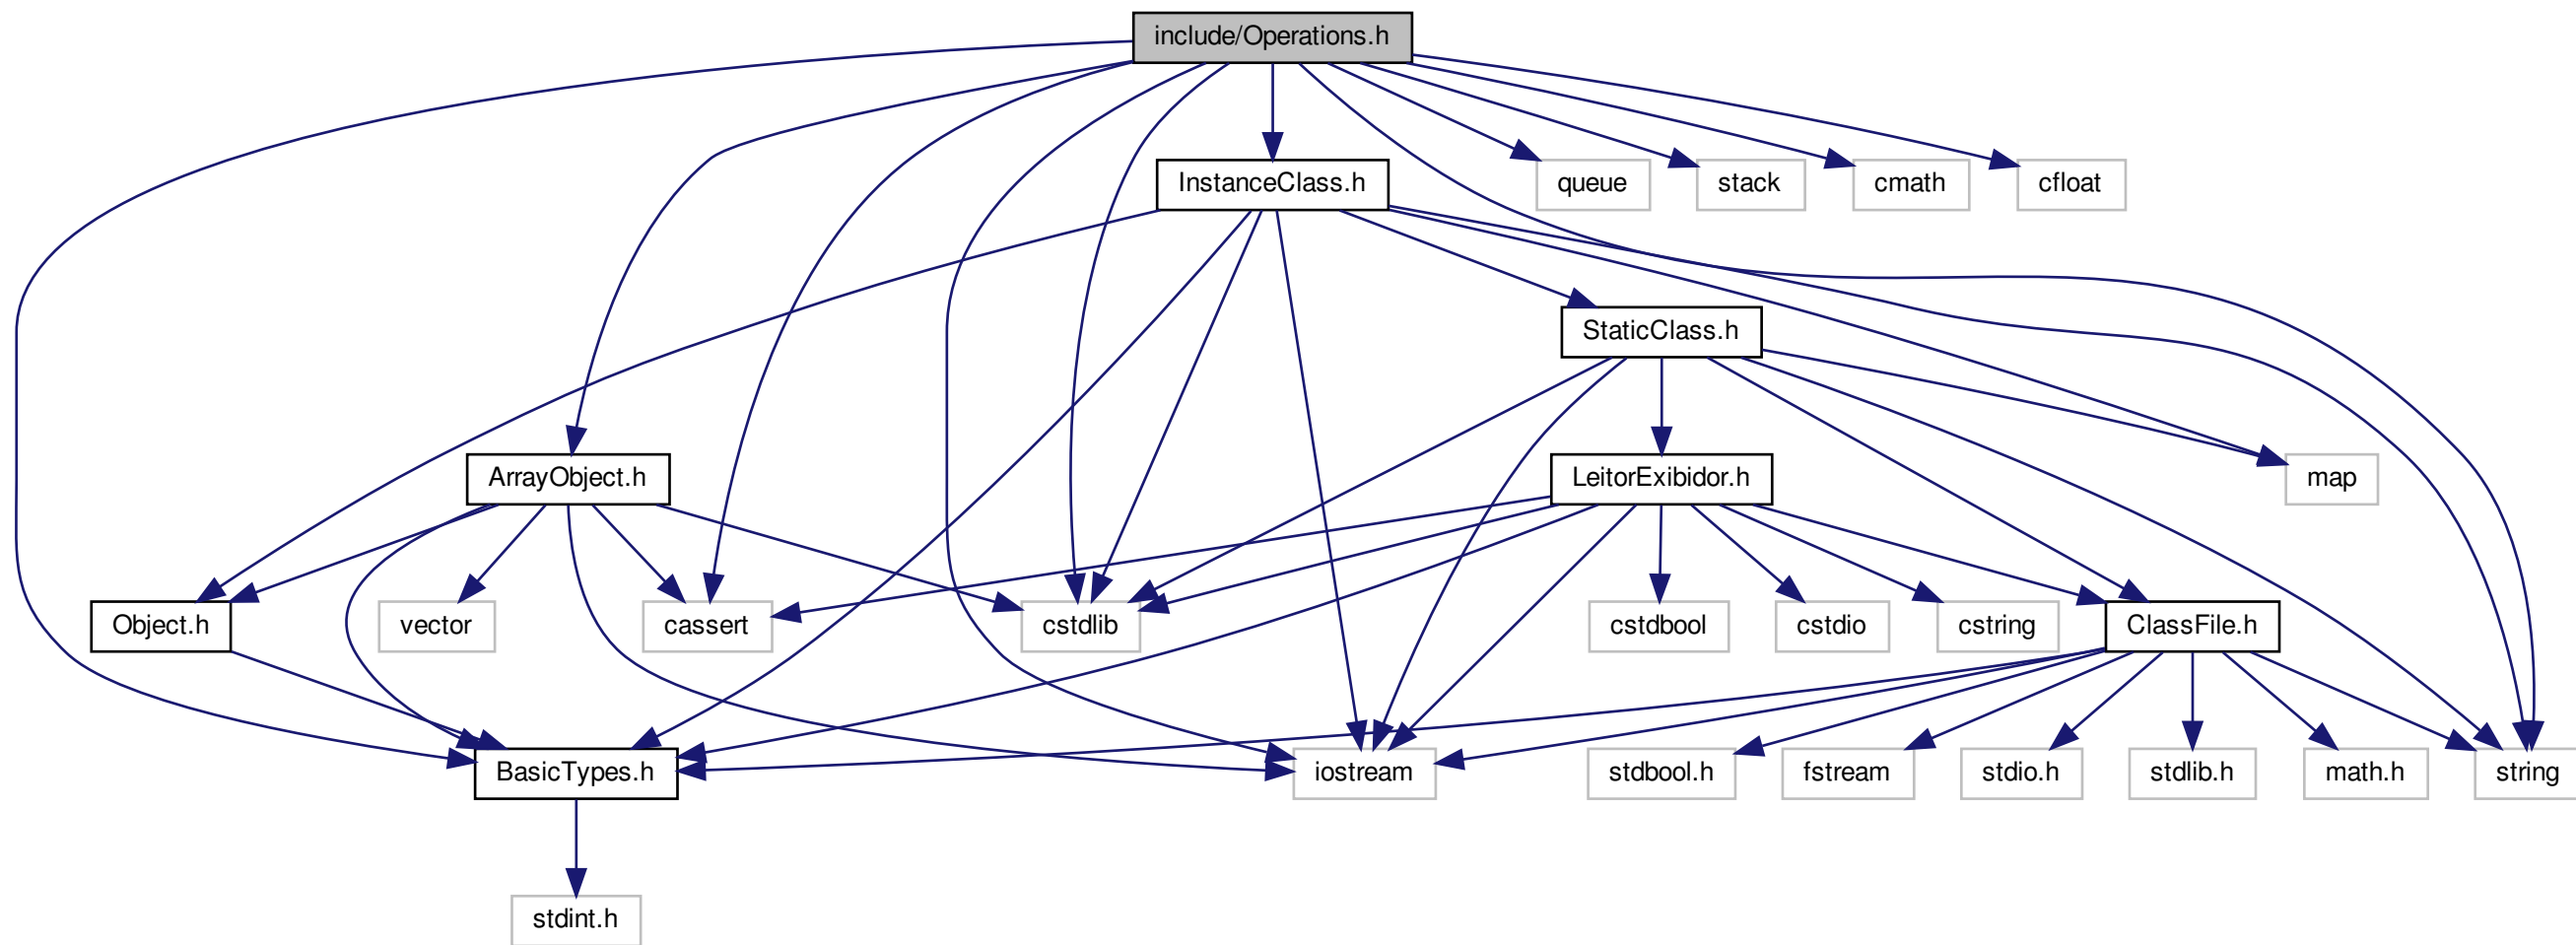 include/Operations.h
InstanceClass.h
queue
stack
cmath
cfloat
StaticClass.h
ArrayObject.h
LeitorExibidor.h
map
Object.h
vector
cassert
cstdlib
cstdbool
cstdio
cstring
ClassFile.h
BasicTypes.h
iostream
stdbool.h
fstream
stdio.h
stdlib.h
math.h
string
stdint.h